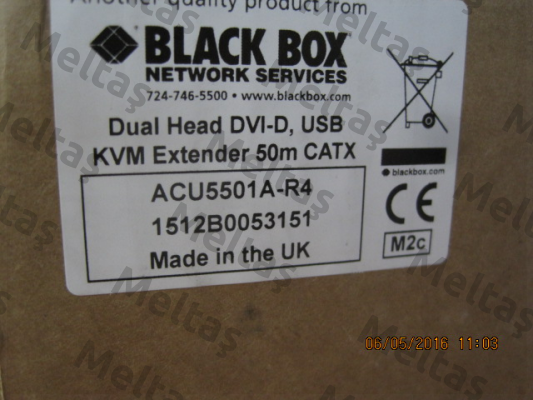 Another quality product from
BLACK BOX
NETWORK SERVICES
724-746-5500 • www.blackbox.com
Dual Head DVI-D, USB
KVM Extender 50m CATX
blackbox.com
ACU5501A-R4
1512B0053151
Made in the UK
CE
M2c
06/05/2016 11:03
Meltaş
Meltaş
Meltaş
Meltaş
Meltaş
Meltaş
Meltaş
Meltaş